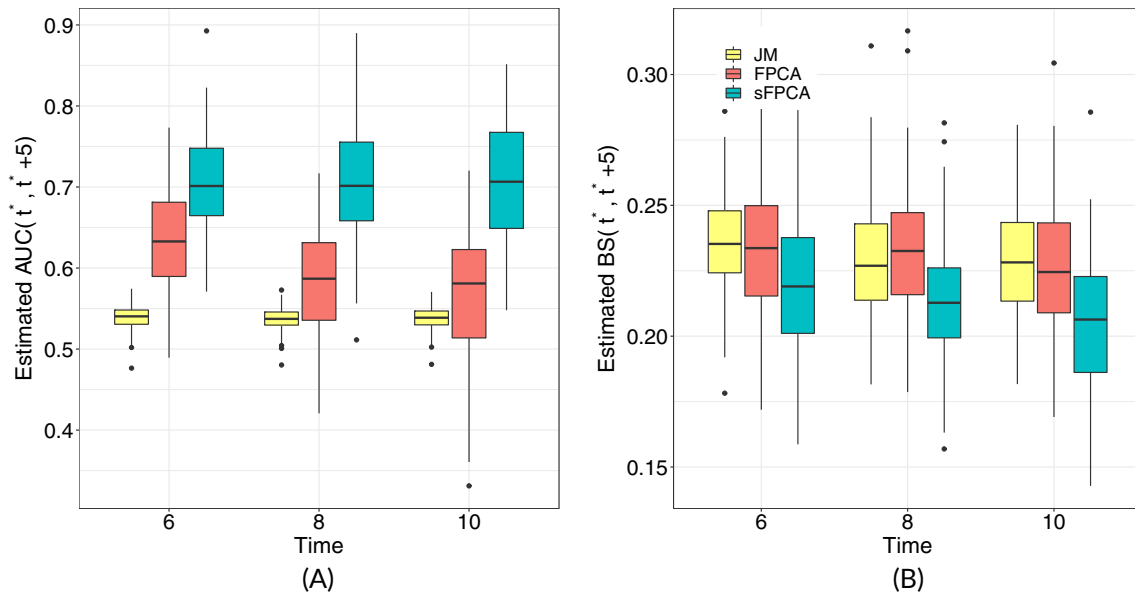 Estimated AUC( t*, t* +5)
0.9
0.8
0.7
0.6
0.5
0.4
6
8
10
Time
(A)
Estimated BS( t*, t* +5)
0.30
0.25
0.20
0.15
JM
FPCA
sFPCA
6
8
10
Time
(B)